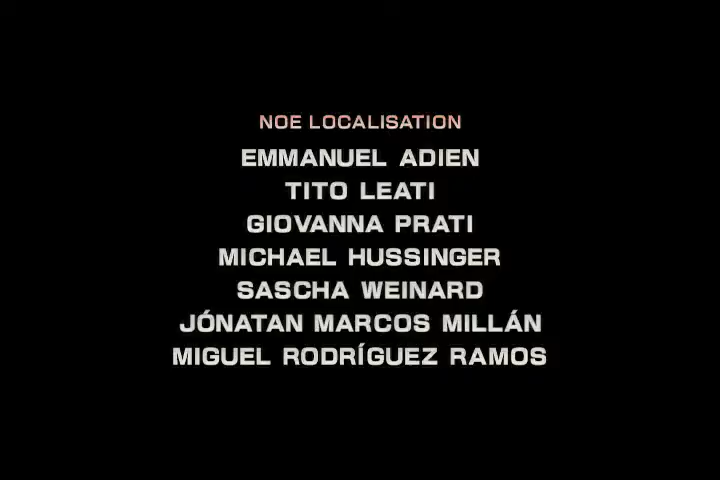 NOE LOCALISATION
EMMANUEL ADIEN
TITO LEATI
GIOVANNA PRATI
MICHAEL HUSSINGER
SASCHA WEINARD
JÓNATAN MARCOS MILLÁN
MIGUEL RODRÍGUEZ RAMOS